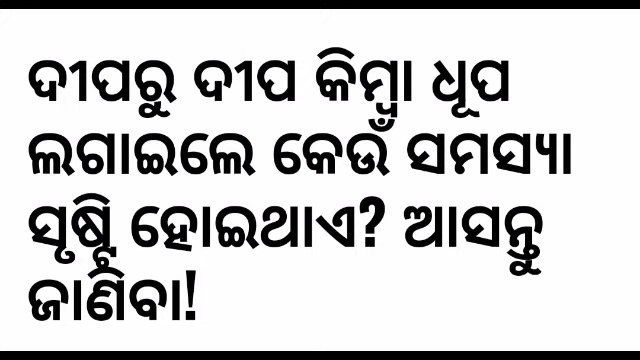 ଦୀପରୁ ଦୀପ କିମ୍ବା ଧୂପ
ଲଗାଇଲେ କେଉଁ ସମସ୍ୟା
ସୃଷ୍ଟି ହୋଇଥାଏ? ଆସନ୍ତୁ
ଜାଣିବା!